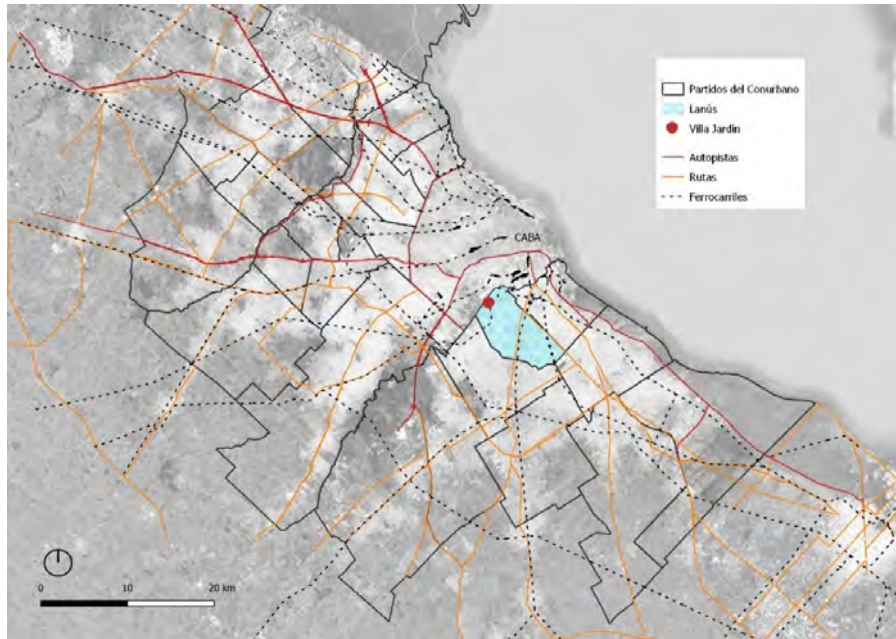 Partidos del Conurbano
Lanús
Villa Jardín
Autopistas
Rutas
Ferrocarriles
CABA
0 10 20 km